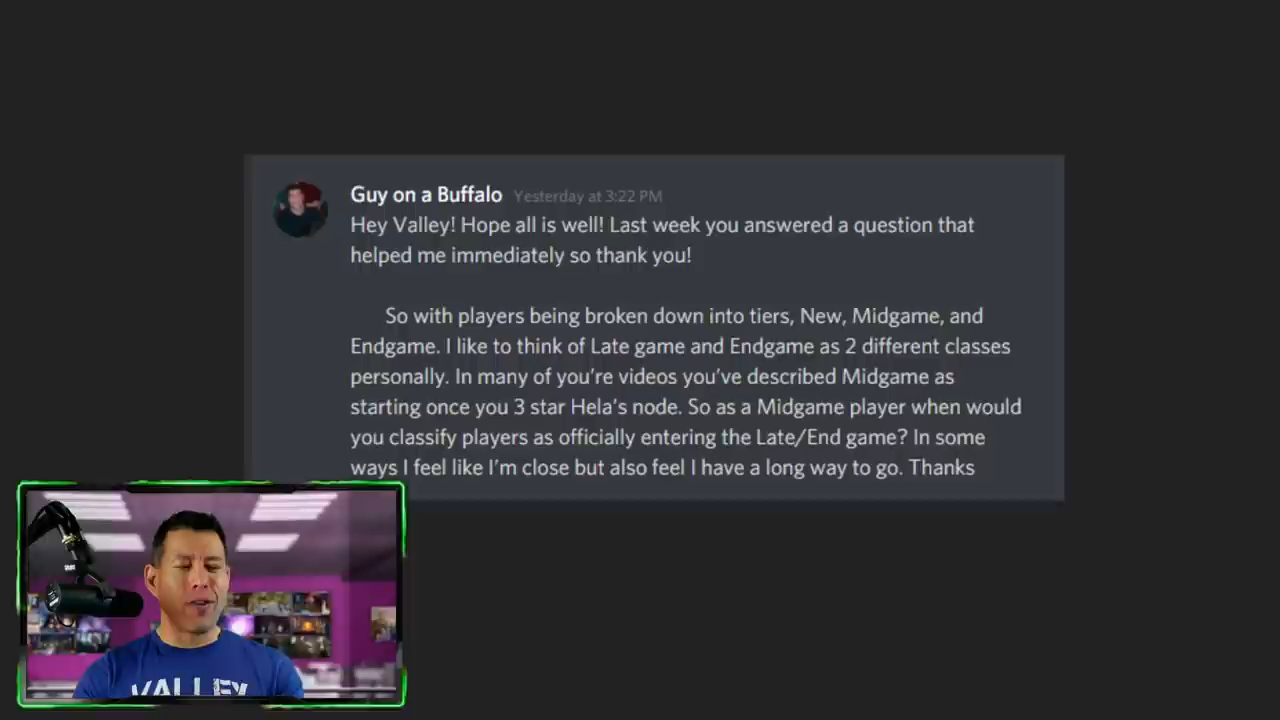 Guy on a Buffalo Yesterday at 3:22 PM
Hey Valley! Hope all is well! Last week you answered a question that
helped me immediately so thank you!
So with players being broken down into tiers, New, Midgame, and
Endgame. I like to think of Late game and Endgame as 2 different classes
personally. In many of you're videos you've described Midgame as
starting once you 3 star Hela's node. So as a Midgame player when would
you classify players as officially entering the Late/End game? In some
ways I feel like I'm close but also feel I have a long way to go. Thanks
VALLEY